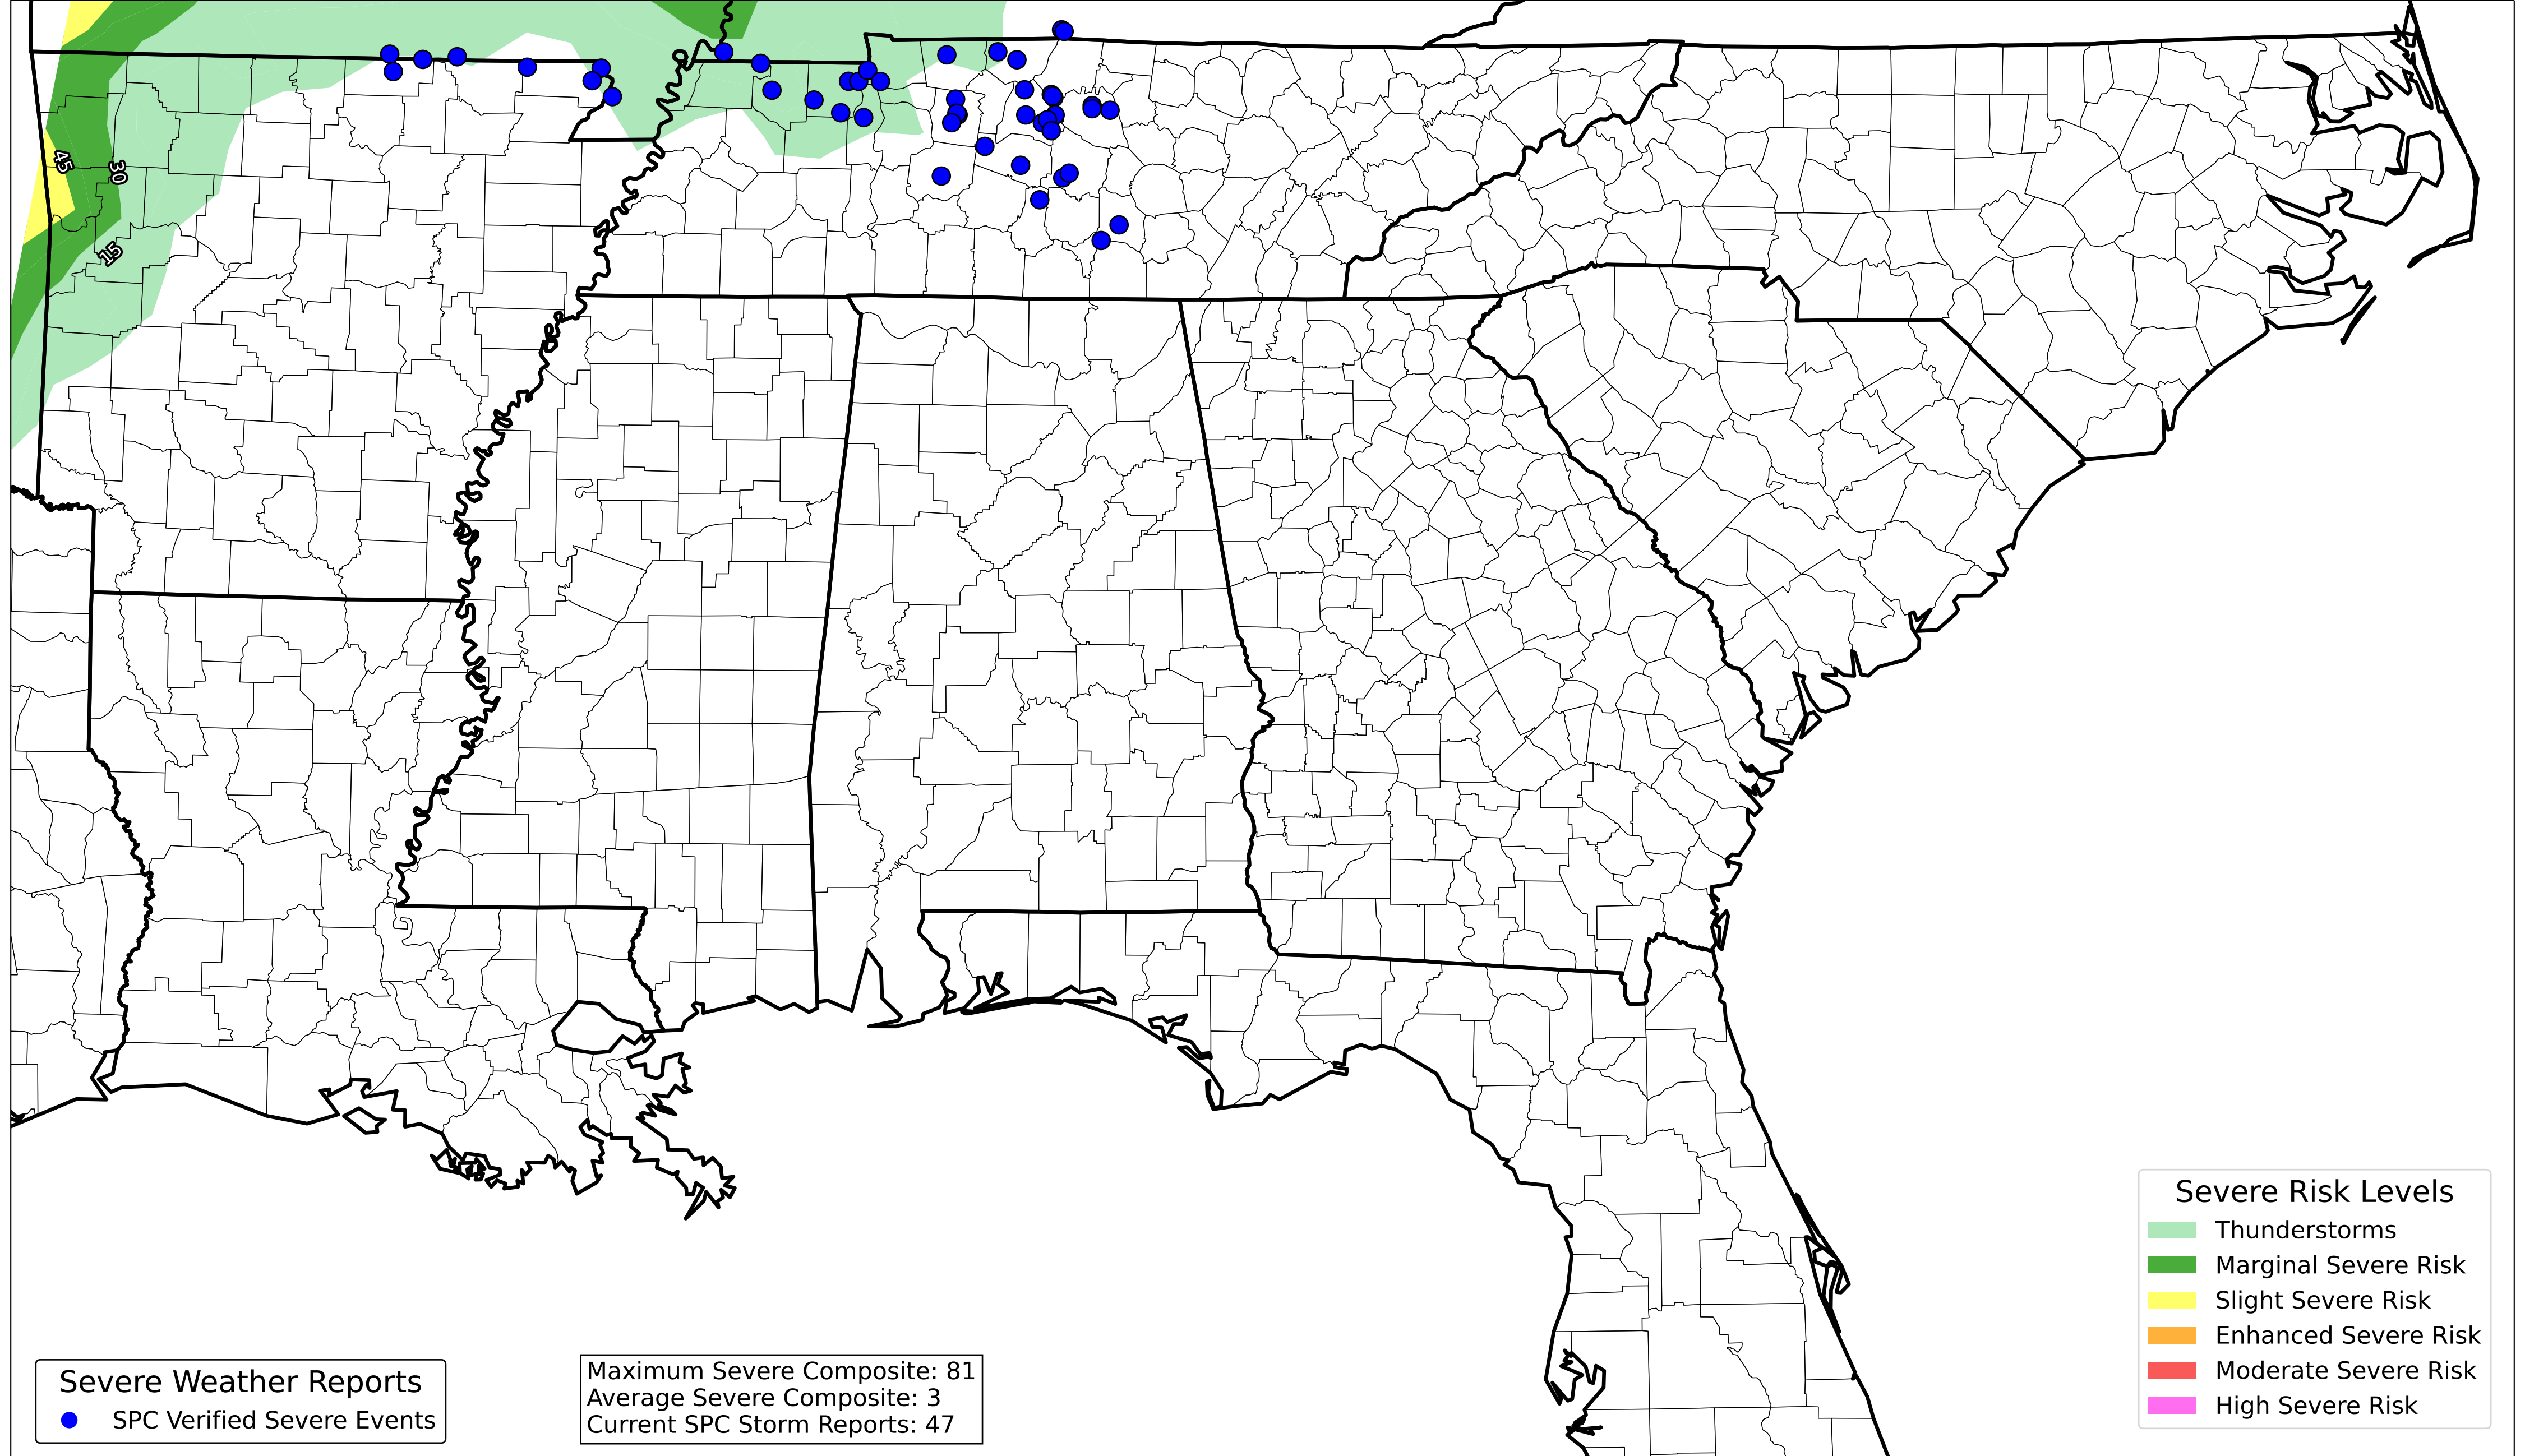 45
30
15
Severe Weather Reports
SPC Verified Severe Events
Maximum Severe Composite: 81
Average Severe Composite: 3
Current SPC Storm Reports: 47
Severe Risk Levels
Thunderstorms
Marginal Severe Risk
Slight Severe Risk
Enhanced Severe Risk
Moderate Severe Risk
High Severe Risk